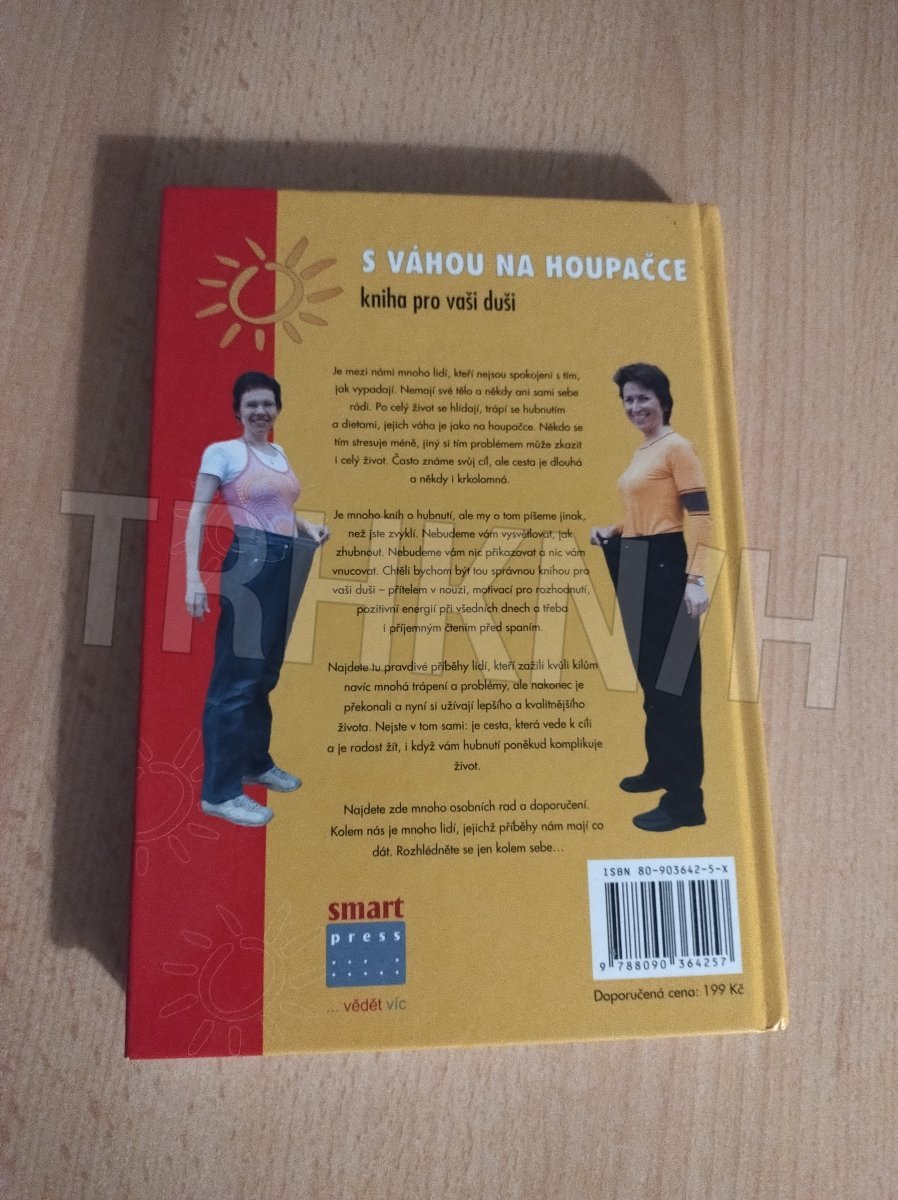 S VÁHOU NA HOUPAČCE
kniha pro vaši duši
Je mezi námi mnoho lidí, kteří nejsou spokojeni s tím,
jak vypadají. Nemají své tělo a někdy ani sami sebe
rádi. Po celý život se hlídají, trápí se hubnutím
a dietami, jejich váha je jako na houpačce. Někdo se
tím stresuje méně, jiný si tím problémem může zkazit
i celý život. Často známe svůj cíl, ale cesta je dlouhá
a někdy i krkolomná.
Je mnoho knih o hubnutí, ale my o tom píšeme jinak,
než jste zvyklí. Nebudeme vám vysvětlovat, jak
zhubnout. Nebudeme vám nic přikazovat a nic vám
vnucovat. Chtěli bychom být tou správnou knihou pro
vaši duši – přítelem v nouzi, motivací pro rozhodnutí,
pozitivní energií při všedních dnech a třeba
i příjemným čtením před spaním.
Najdete tu pravdivé příběhy lidí, kteří zažili kvůli kilům
navíc mnohá trápení a problémy, ale nakonec je
překonali a nyní si užívají lepšího a kvalitnějšího
života. Nejste v tom sami: je cesta, která vede k cíli
a je radost žít, i když vám hubnutí poněkud komplikuje
život.
Najdete zde mnoho osobních rad a doporučení.
Kolem nás je mnoho lidí, jejichž příběhy nám mají co
dát. Rozhlédněte se jen kolem sebe...
smart
press
... vědět víc
ISBN 80-903642-5-X
9 788090 364257
Doporučená cena: 199 Kč
TRHKNIH